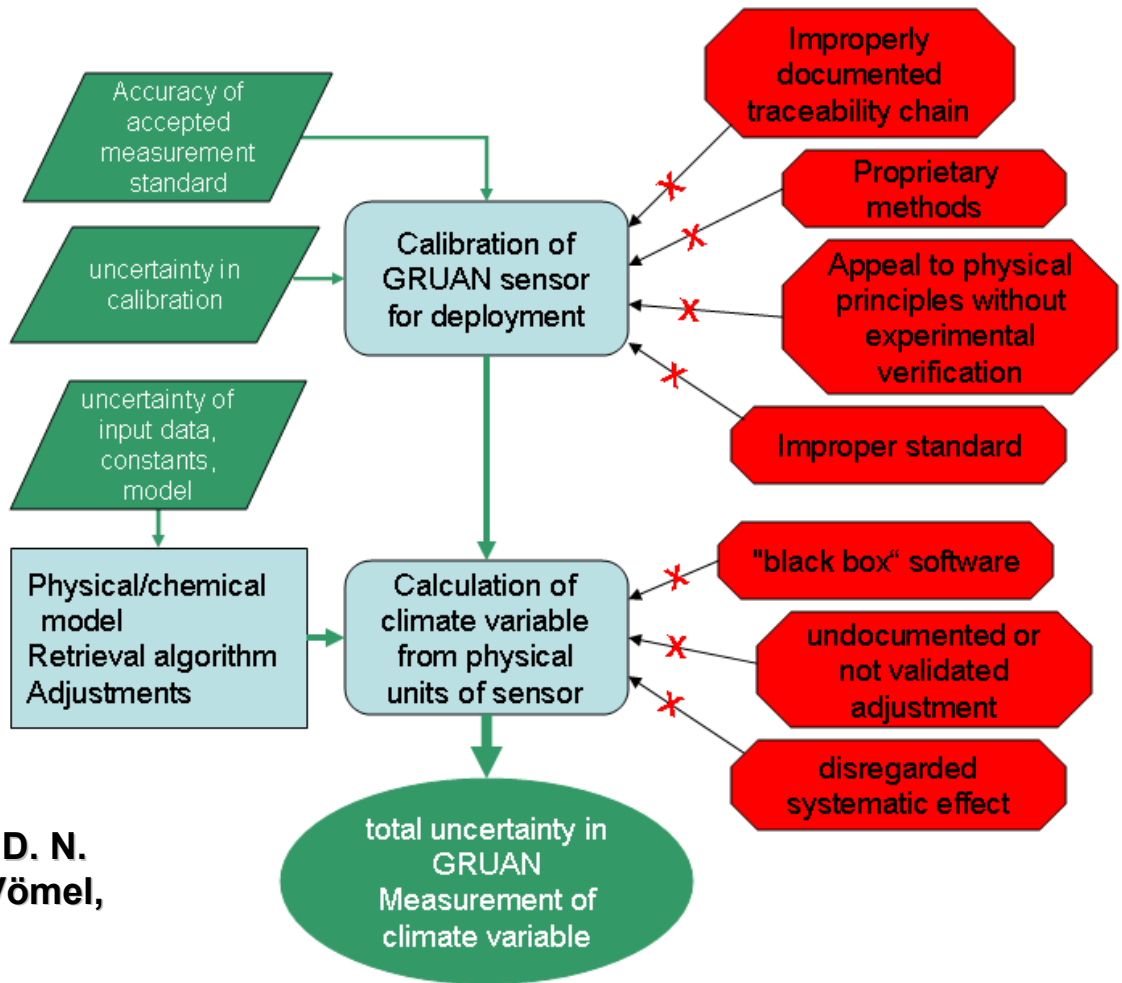 Accuracy of
accepted
measurement
standard
uncertainty in
calibration
uncertainty of
input data,
constants,
model
Physical/chemical
model
Retrieval algorithm
Adjustments
Calibration of
GRUAN sensor
for deployment
Calculation of
climate variable
from physical
units of sensor
total uncertainty in
GRUAN
Measurement of
climate variable
Improperly
documented
traceability chain
Proprietary
methods
Appeal to physical
principles without
experimental
verification
Improper standard
"black box“ software
undocumented or
not validated
adjustment
disregarded
systematic effect
D. N.
Vömel,